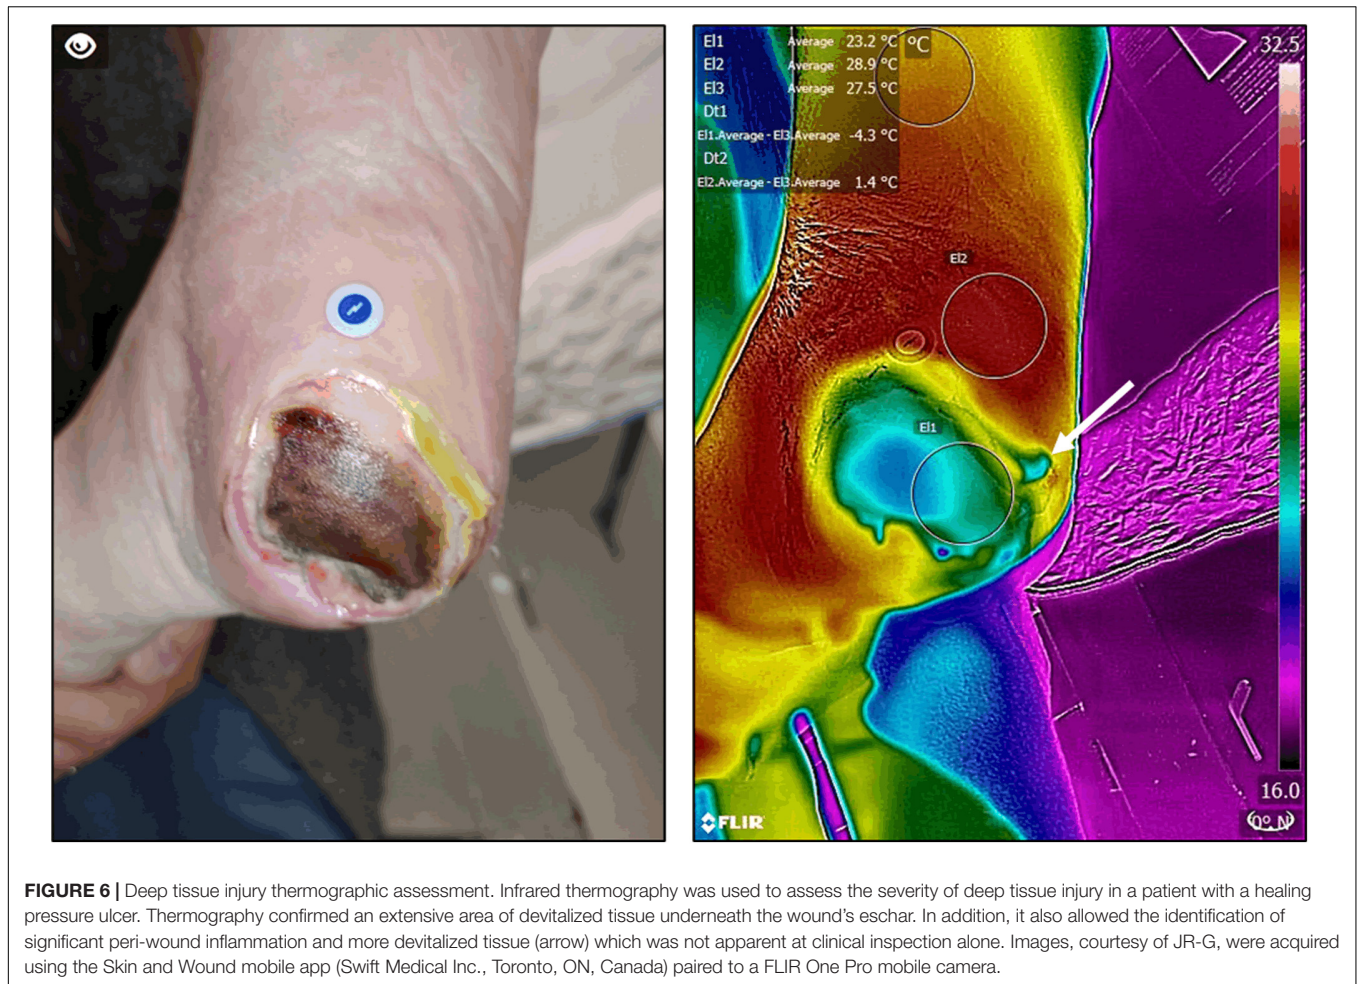 El1 Average 23.2 °C °C 32.5
El2 Average 28.9 °C
El3 Average 27.5 °C
Dt1
El1.Average - El3.Average -4.3 °C
Dt2
El2.Average - El3.Average 1.4 °C
El2
El1
16.0
FLIR 0° N
FIGURE 6 | Deep tissue injury thermographic assessment. Infrared thermography was used to assess the severity of deep tissue injury in a patient with a healing
pressure ulcer. Thermography confirmed an extensive area of devitalized tissue underneath the wound's eschar. In addition, it also allowed the identification of
significant peri-wound inflammation and more devitalized tissue (arrow) which was not apparent at clinical inspection alone. Images, courtesy of JR-G, were acquired
using the Skin and Wound mobile app (Swift Medical Inc., Toronto, ON, Canada) paired to a FLIR One Pro mobile camera.